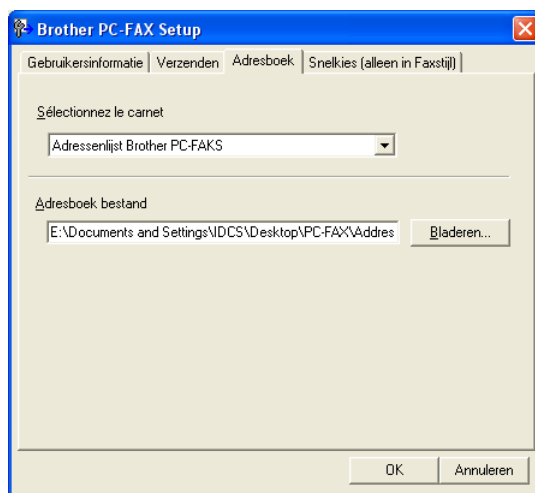 Brother PC-FAX Setup
Gebruikersinformatie Verzenden Adresboek Snelkies (alleen in Faxstijl)
Sélectionnez le carnet
Adressenlijst Brother PC-FAKS
Adresboek bestand
E:\Documents and Settings\IDCS\Desktop\PC-FAX\Addres Bladeren...
OK Annuleren